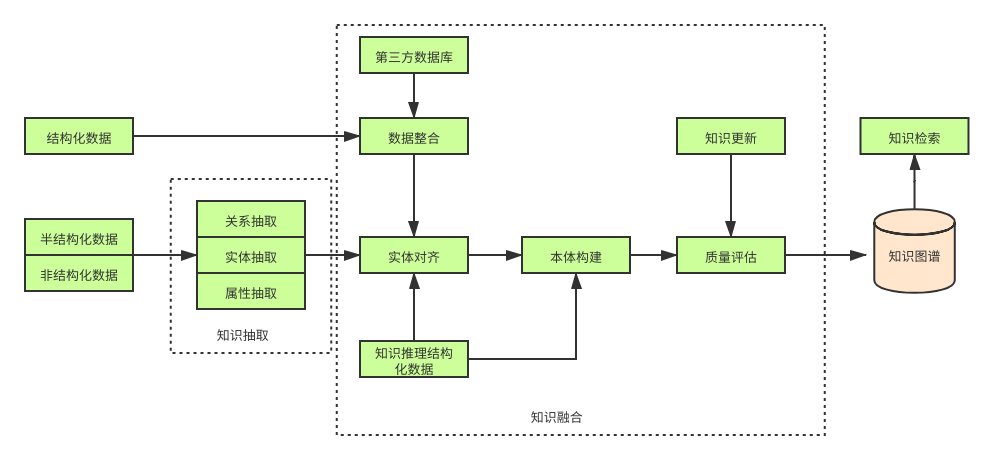 第三方数据库
结构化数据
数据整合
知识更新
知识检索
半结构化数据
非结构化数据
关系抽取
实体抽取
属性抽取
知识抽取
实体对齐
本体构建
质量评估
知识图谱
知识推理结构
化数据
知识融合